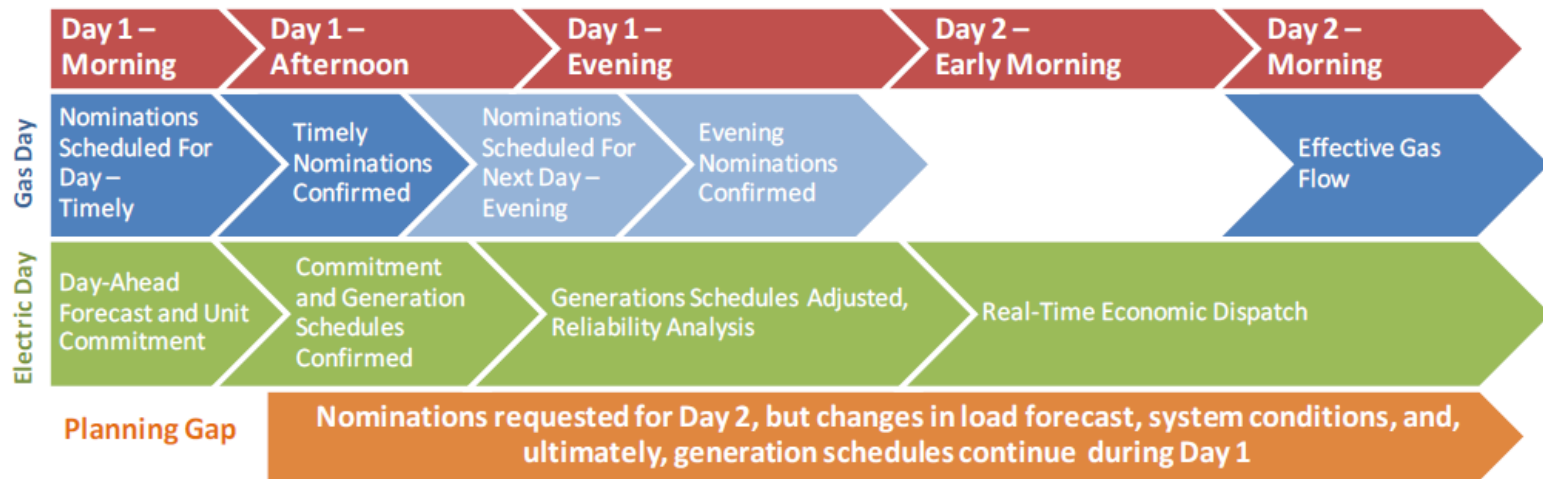 Day 1 –
Morning
Day 1 –
Afternoon
Day 1 –
Evening
Day 2 –
Early Morning
Day 2 –
Morning
Gas Day
Nominations
Scheduled For
Day –
Timely
Timely
Nominations
Confirmed
Nominations
Scheduled For
Next Day –
Evening
Evening
Nominations
Confirmed
Effective Gas
Flow
Electric Day
Day-Ahead
Forecast and Unit
Commitment
Commitment
and Generation
Schedules
Confirmed
Generations Schedules Adjusted,
Reliability Analysis
Real-Time Economic Dispatch
Planning Gap
Nominations requested for Day 2, but changes in load forecast, system conditions, and,
ultimately, generation schedules continue during Day 1